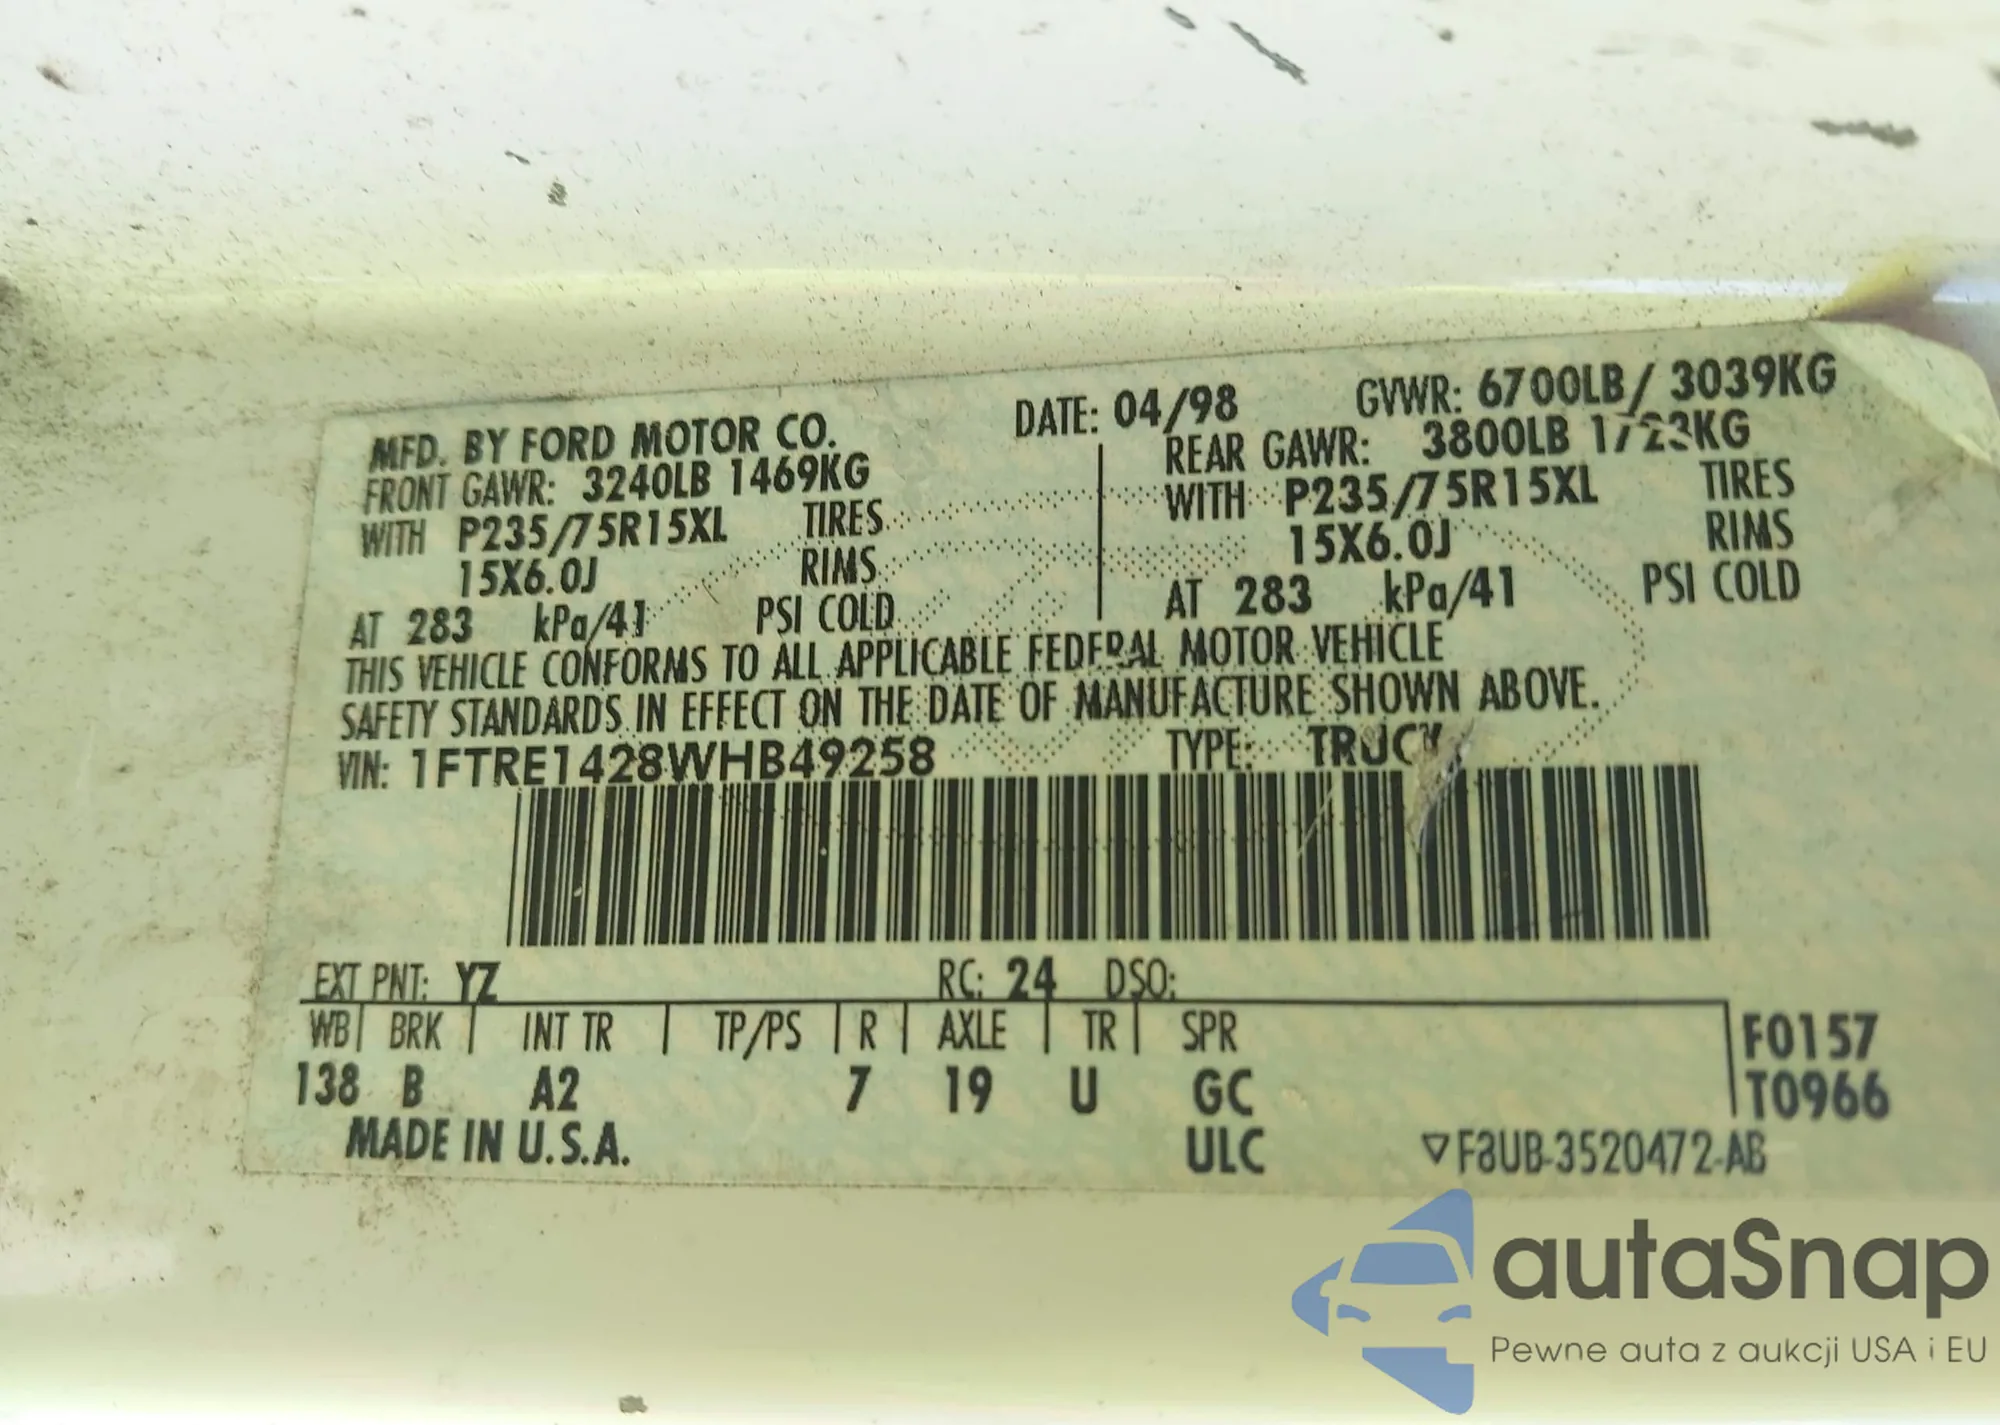 MFD. BY FORD MOTOR CO. DATE: 04/98 GVWR: 6700LB/ 3039KG
FRONT GAWR: 3240LB 1469KG REAR GAWR: 3800LB 1723KG
WITH P235/75R15XL TIRES WITH P235/75R15XL TIRES
15X6.0J RIMS 15X6.0J RIMS
AT 283 kPa/41 PSI COLD AT 283 kPa/41 PSI COLD
THIS VEHICLE CONFORMS TO ALL APPLICABLE FEDERAL MOTOR VEHICLE
SAFETY STANDARDS IN EFFECT ON THE DATE OF MANUFACTURE SHOWN ABOVE.
VIN: 1FTRE1428WHB49258 TYPE: TRUCK
EXT PNT: YZ RC: 24 DSO:
WB BRK INT TR TP/PS R AXLE TR SPR F0157
138 B A2 7 19 U GC T0966
MADE IN U.S.A. ULC ▽F8UB-3520472-AB
autaSnap
Pewne auta z aukcji USA i EU